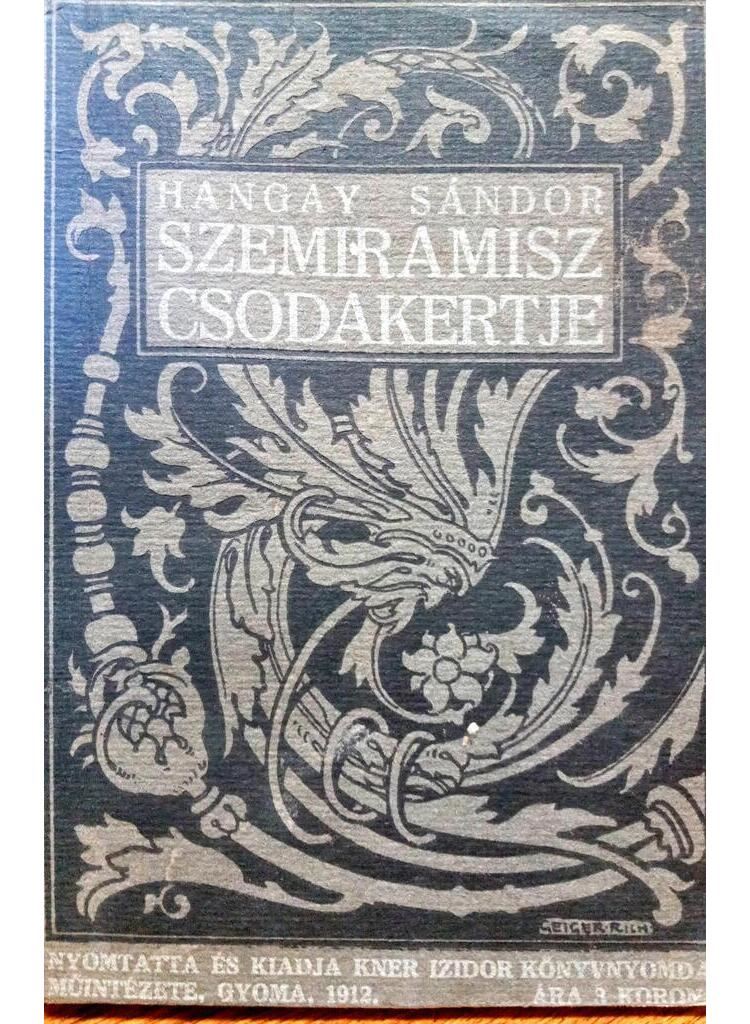 HANGAY SÁNDOR
SZEMIRAMISZ
CSODAKERTJE
GEIGER·RICH·
NYOMTATTA ÉS KIADJA KNER IZIDOR KÖNYVNYOMDA
MŰINTÉZETE, GYOMA, 1912. ÁRA 3 KORON